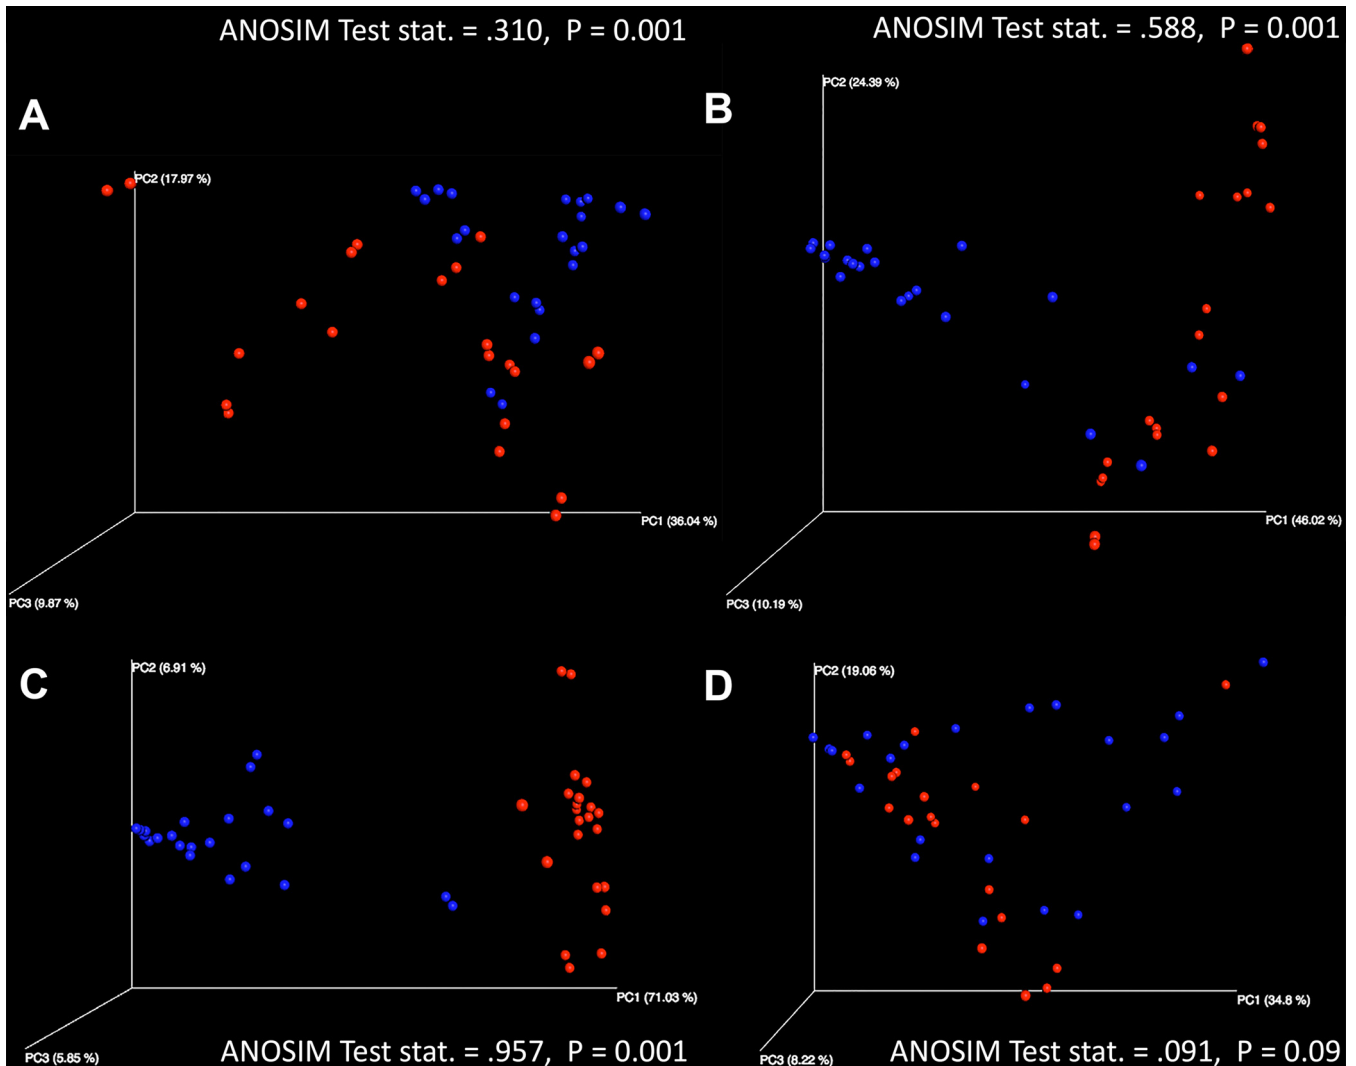 ANOSIM Test stat. = .310,  P = 0.001
A
PC2 (17.97 %)
PC1 (36.04 %)
PC3 (9.87 %)
ANOSIM Test stat. = .588,  P = 0.001
B
PC2 (24.39 %)
PC1 (46.02 %)
PC3 (10.19 %)
C
PC2 (6.91 %)
PC1 (71.03 %)
PC3 (5.85 %)
ANOSIM Test stat. = .957,  P = 0.001
D
PC2 (19.06 %)
PC1 (34.8 %)
PC3 (8.22 %)
ANOSIM Test stat. = .091,  P = 0.09